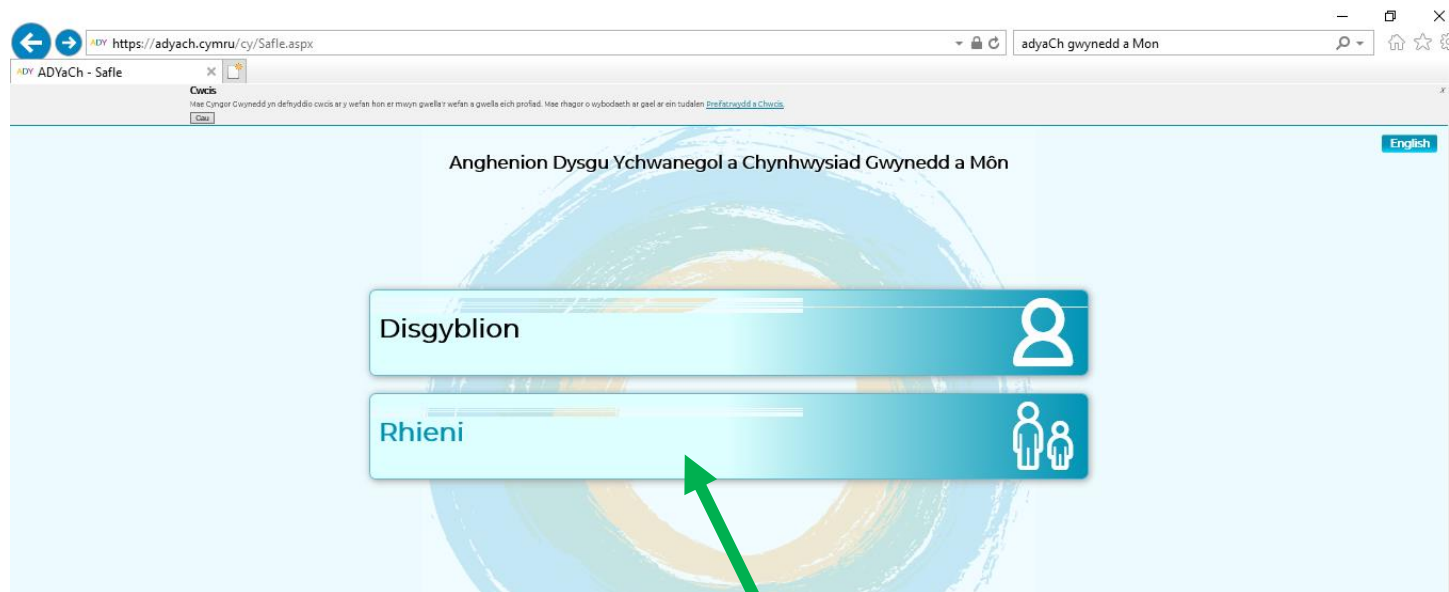 ADY https://adyach.cymru/cy/Safle.aspx
adyaCh gwynedd a Mon
ADY ADYaCh - Safle
Cwcis
Mae Cyngor Gwynedd yn defnyddio cwcis ar y wefan hon er mwyn gwella'r wefan a gwella eich profiad. Mae rhagor o wybodaeth ar gael ar ein tudalen Preifatrwydd a Chwcis.
x
Cau
English
Anghenion Dysgu Ychwanegol a Chynhwysiad Gwynedd a Môn
Disgyblion
Rhieni